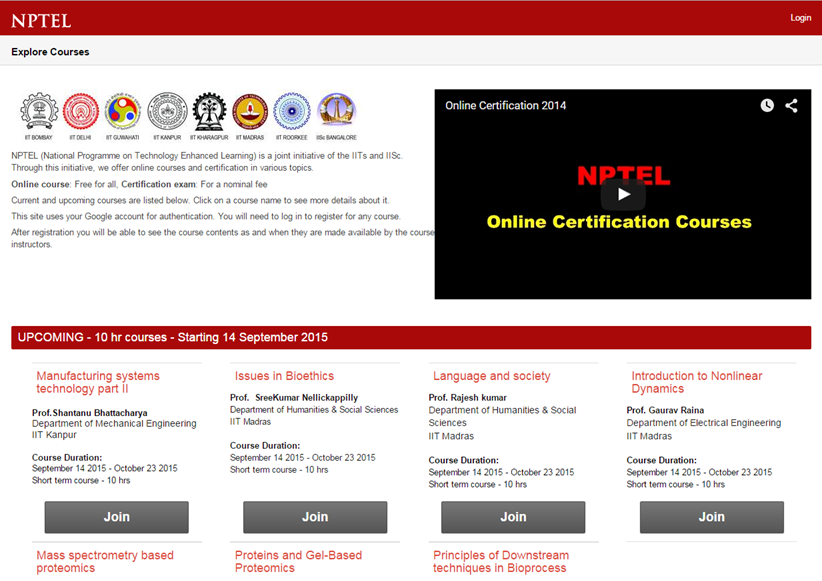 NPTEL
Login
Explore Courses
IIT BOMBAY IIT DELHI IIT GUWAHATI IIT KANPUR IIT KHARAGPUR IIT MADRAS IIT ROORKEE IISc BANGALORE
NPTEL (National Programme on Technology Enhanced Learning) is a joint initiative of the IITs and IISc.
Through this initiative, we offer online courses and certification in various topics.
Online course: Free for all, Certification exam: For a nominal fee
Current and upcoming courses are listed below. Click on a course name to see more details about it.
This site uses your Google account for authentication. You will need to log in to register for any course.
After registration you will be able to see the course contents as and when they are made available by the course
instructors.
Online Certification 2014
NPTEL
Online Certification Courses
UPCOMING - 10 hr courses - Starting 14 September 2015
Manufacturing systems
technology part II
Prof.Shantanu Bhattacharya
Department of Mechanical Engineering
IIT Kanpur
Course Duration:
September 14 2015 - October 23 2015
Short term course - 10 hrs
Join
Issues in Bioethics
Prof. SreeKumar Nellickappilly
Department of Humanities & Social Sciences
IIT Madras
Course Duration:
September 14 2015 - October 23 2015
Short term course - 10 hrs
Join
Language and society
Prof. Rajesh kumar
Department of Humanities & Social
Sciences
IIT Madras
Course Duration:
September 14 2015 - October 23 2015
Short term course - 10 hrs
Join
Introduction to Nonlinear
Dynamics
Prof. Gaurav Raina
Department of Electrical Engineering
IIT Madras
Course Duration:
September 14 2015 - October 23 2015
Short term course - 10 hrs
Join
Mass spectrometry based
proteomics
Proteins and Gel-Based
Proteomics
Principles of Downstream
techniques in Bioprocess